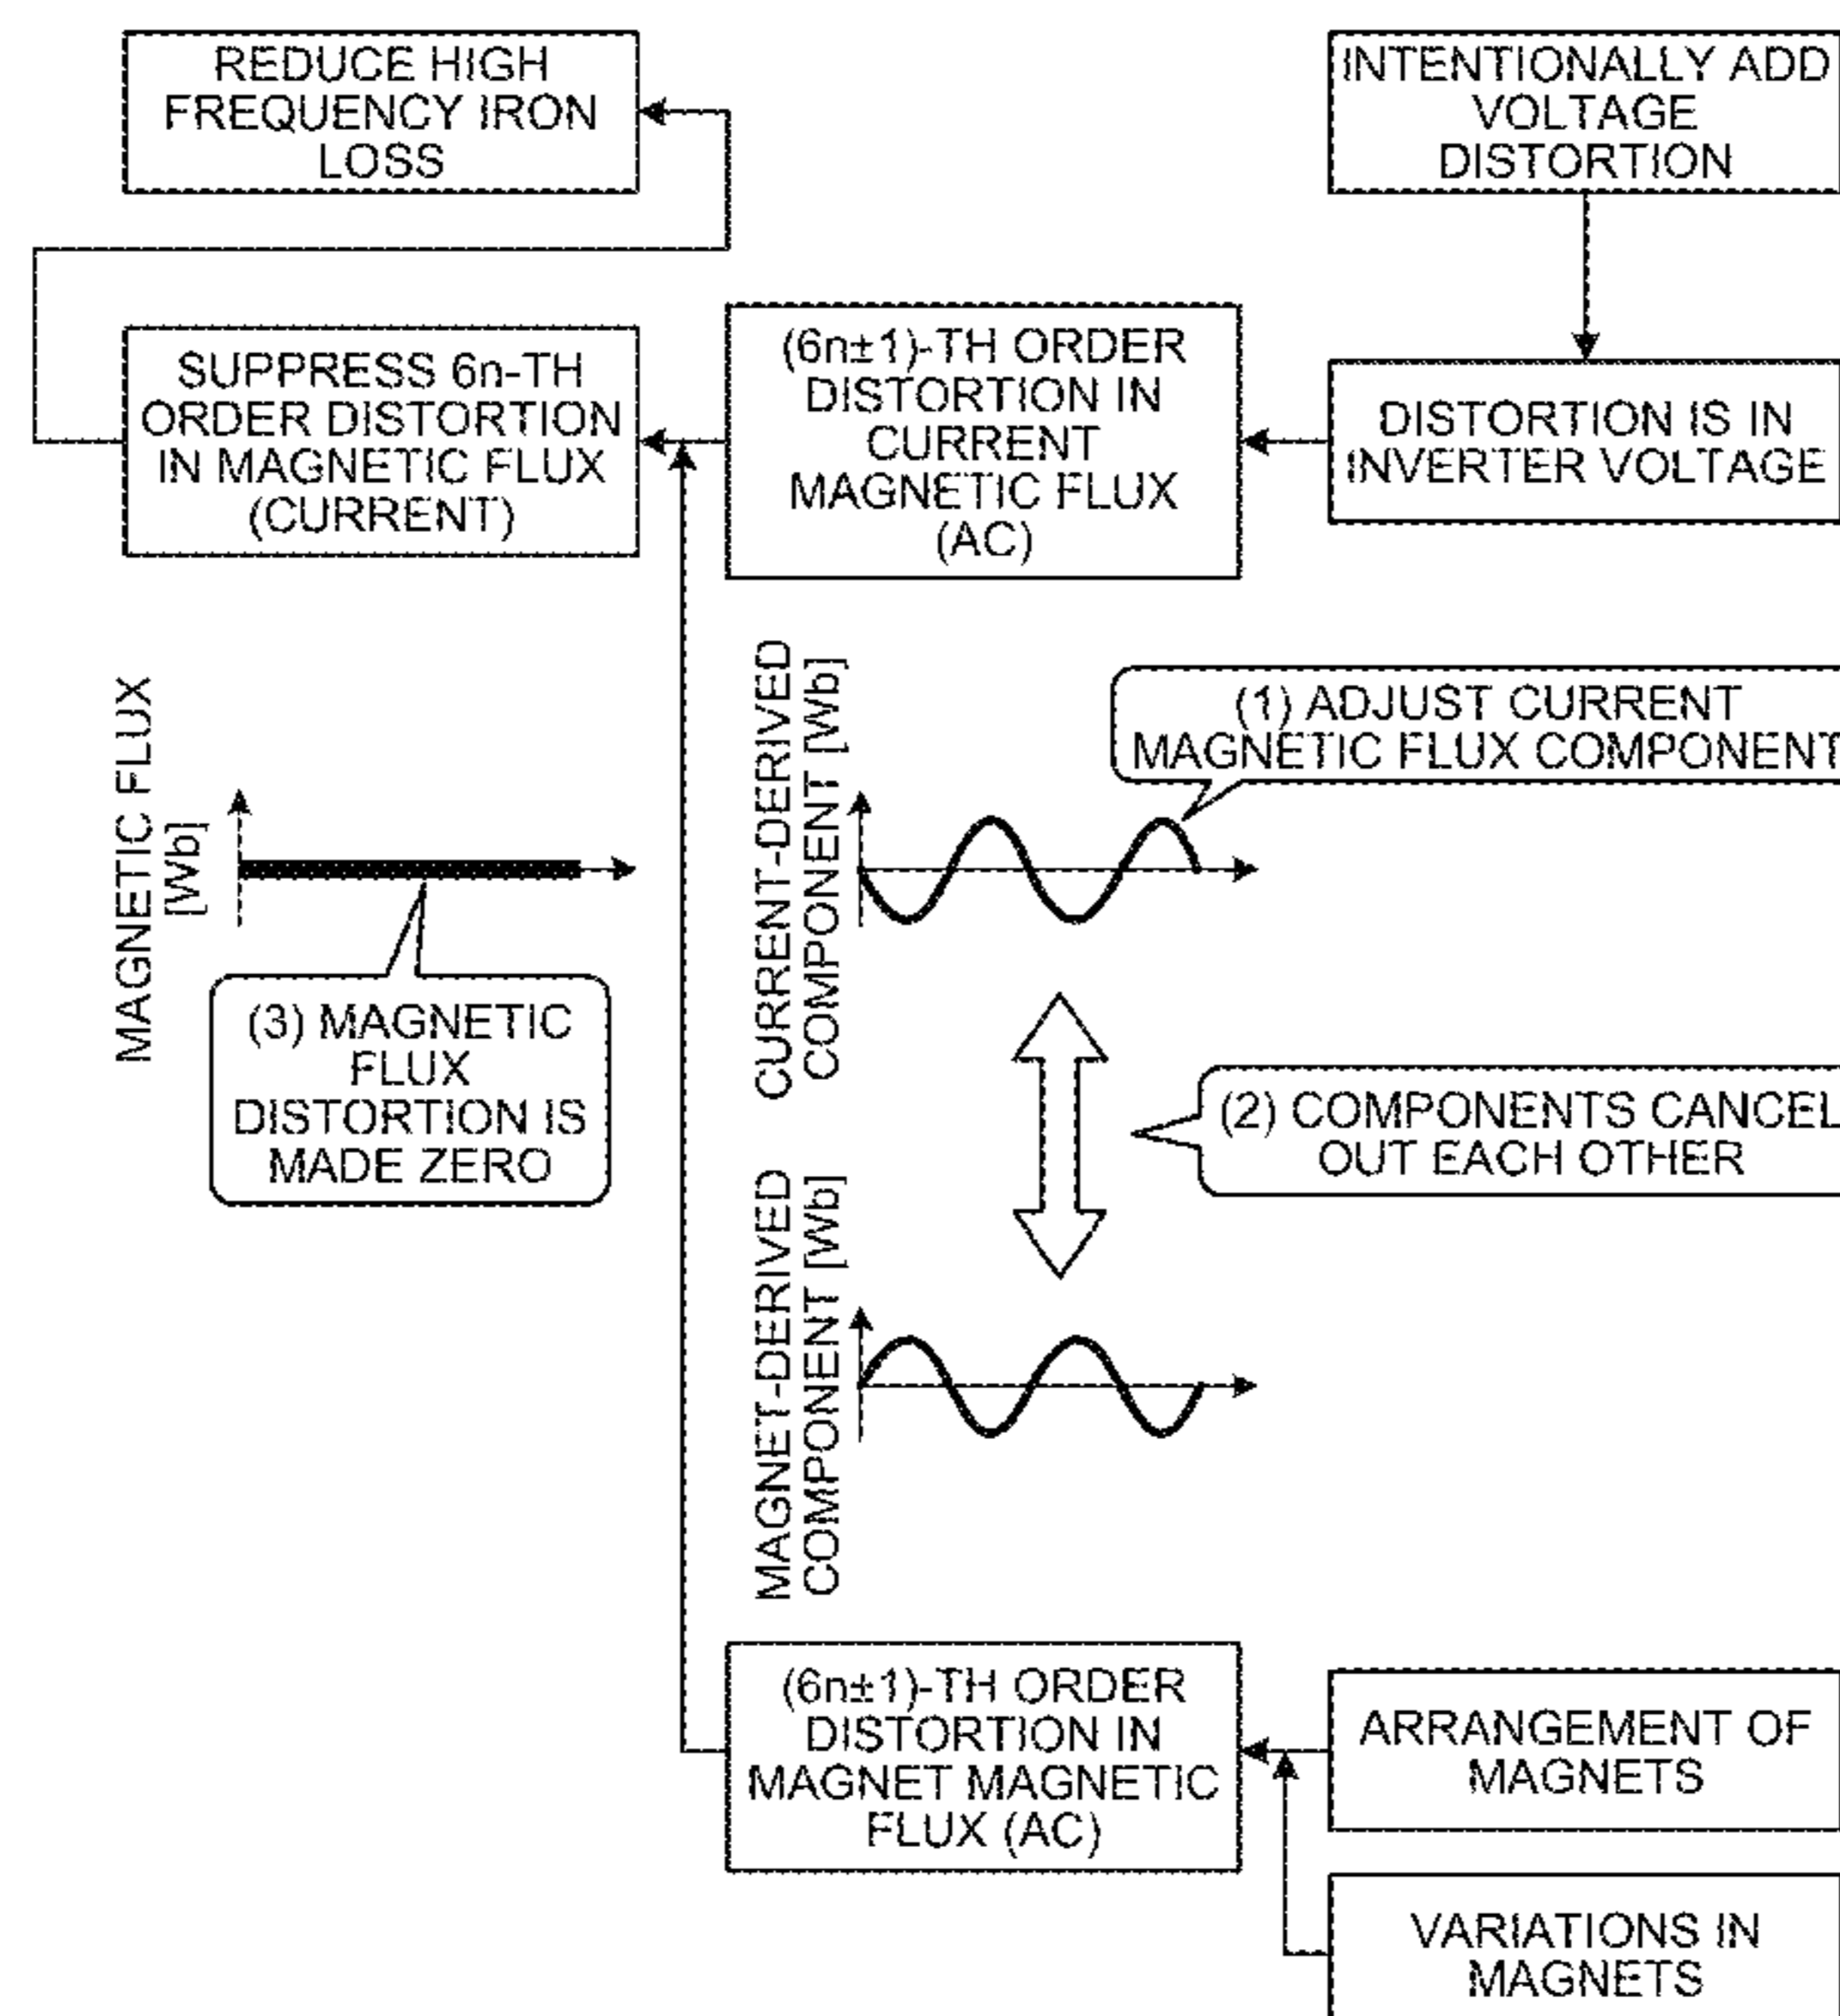 REDUCE HIGH
FREQUENCY IRON
LOSS
INTENTIONALLY ADD
VOLTAGE
DISTORTION
SUPPRESS 6n-TH
ORDER DISTORTION
IN MAGNETIC FLUX
(CURRENT)
(6n±1)-TH ORDER
DISTORTION IN
CURRENT
MAGNETIC FLUX
(AC)
DISTORTION IS IN
INVERTER VOLTAGE
MAGNETIC FLUX
[Wb]
(3) MAGNETIC
FLUX
DISTORTION IS
MADE ZERO
CURRENT-DERIVED
COMPONENT [Wb]
(1) ADJUST CURRENT
MAGNETIC FLUX COMPONENT
(2) COMPONENTS CANCEL
OUT EACH OTHER
MAGNET-DERIVED
COMPONENT [Wb]
(6n±1)-TH ORDER
DISTORTION IN
MAGNET MAGNETIC
FLUX (AC)
ARRANGEMENT OF
MAGNETS
VARIATIONS IN
MAGNETS